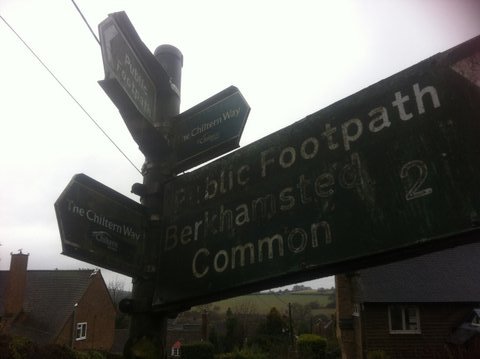 Public
Footpath
The Chiltern Way
The Chiltern Way
Public Footpath
Berkhamsted
Common 2